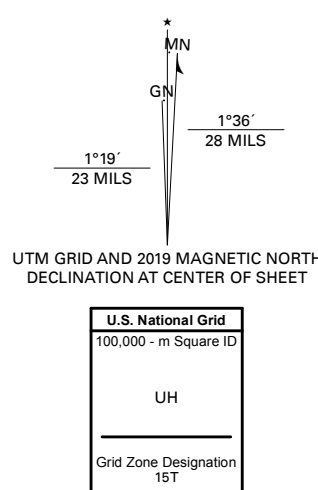 MN
GN
1°36´
28 MILS
1°19´
23 MILS
UTM GRID AND 2019 MAGNETIC NORTH
DECLINATION AT CENTER OF SHEET
U.S. National Grid
100,000 - m Square ID
UH
Grid Zone Designation
15T